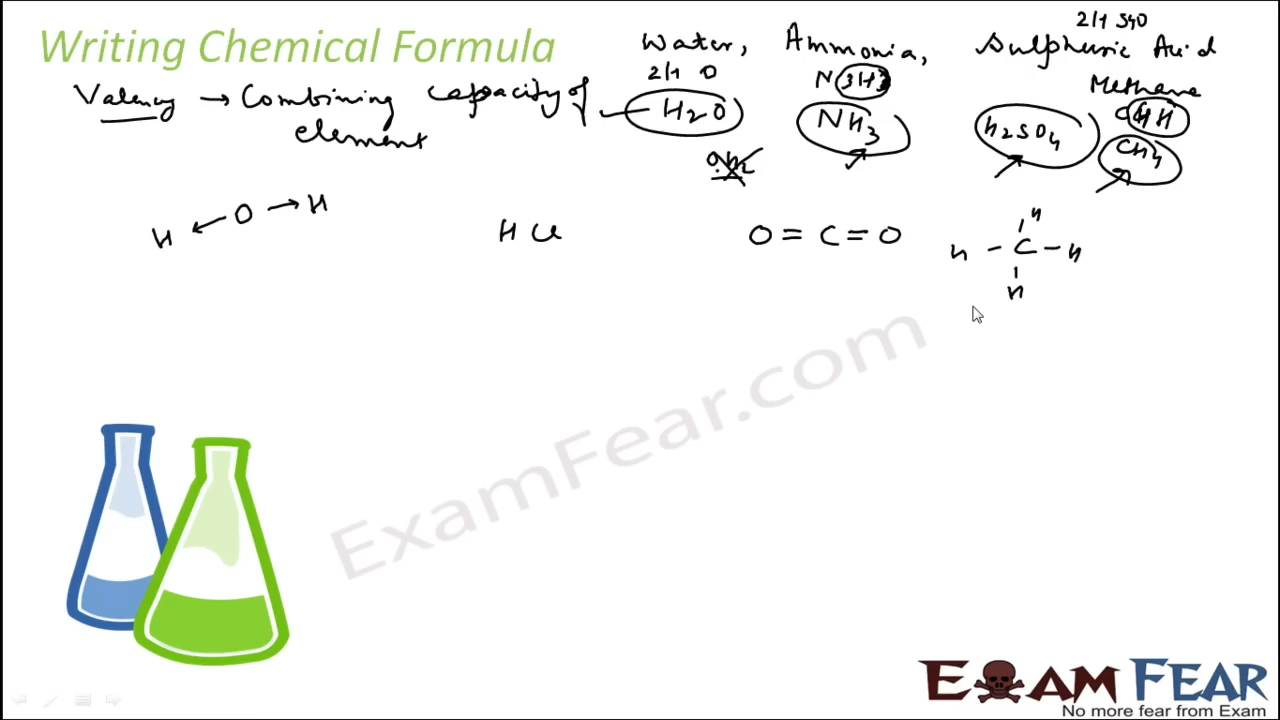 Writing Chemical Formula
Water, Ammonia, Sulphuric Acid
2H S4O
2H O
N 3H
Methane
Valency → Combining capacity of
element
H2O
NH3
H2SO4
CHH
CH4
H ← O → H
H Cl
O = C = O
H
H - C - H
H
ExamFear.com
EXAM FEAR
No more fear from Exam